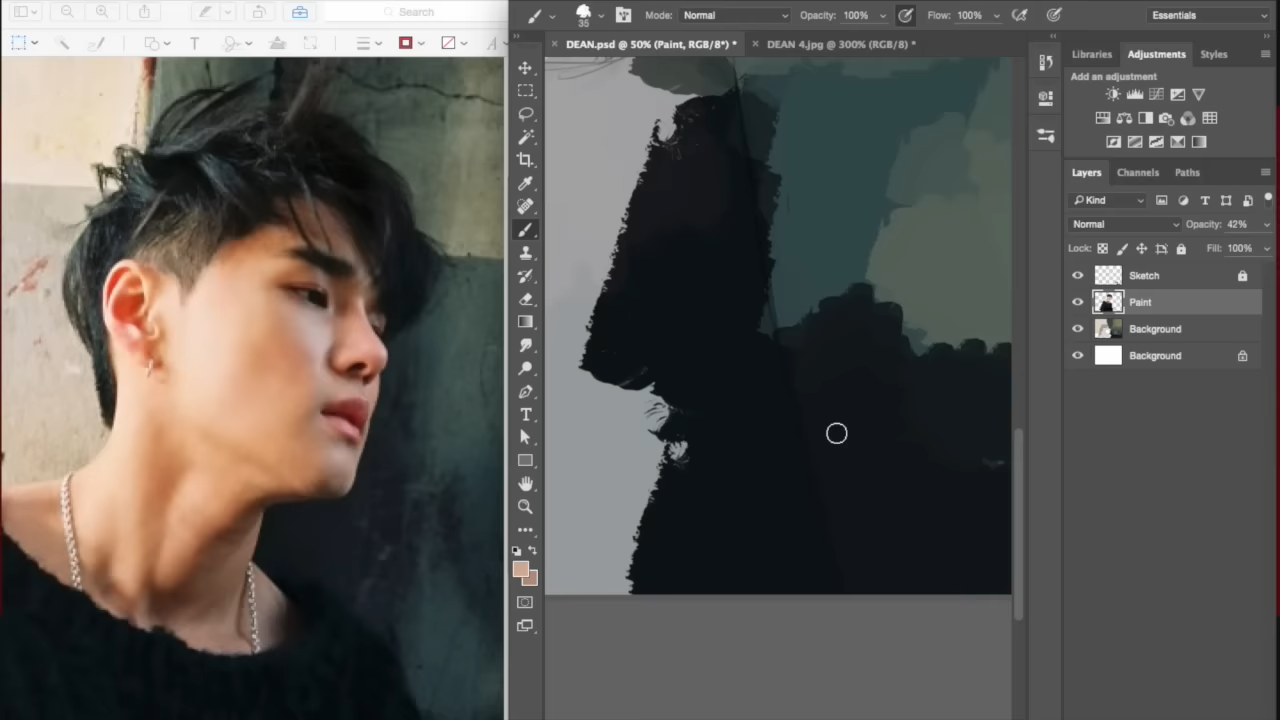 Search
35
Mode:
Normal
Opacity: 100%
Flow: 100%
Essentials
DEAN.psd @ 50% (Paint, RGB/8*) *
DEAN 4.jpg @ 300% (RGB/8) *
Libraries
Adjustments
Styles
Add an adjustment
Layers
Channels
Paths
Kind
Normal
Opacity: 42%
Lock:
Fill: 100%
Sketch
Paint
Background
Background